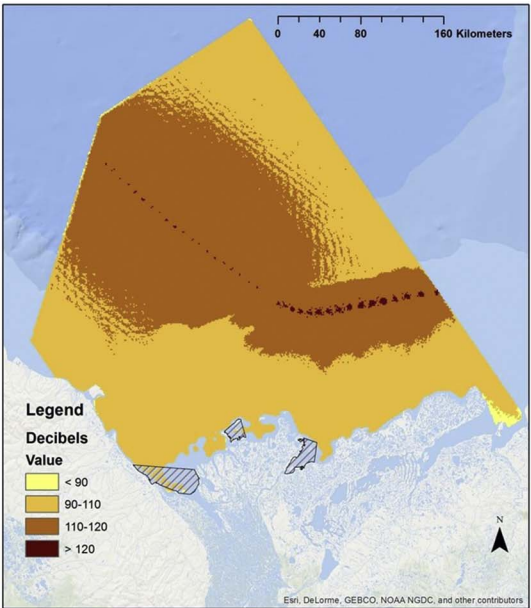 0 40 80 160 Kilometers
Legend
Decibels
Value
< 90
90-110
110-120
> 120
N
Esri, DeLorme, GEBCO, NOAA NGDC, and other contributors